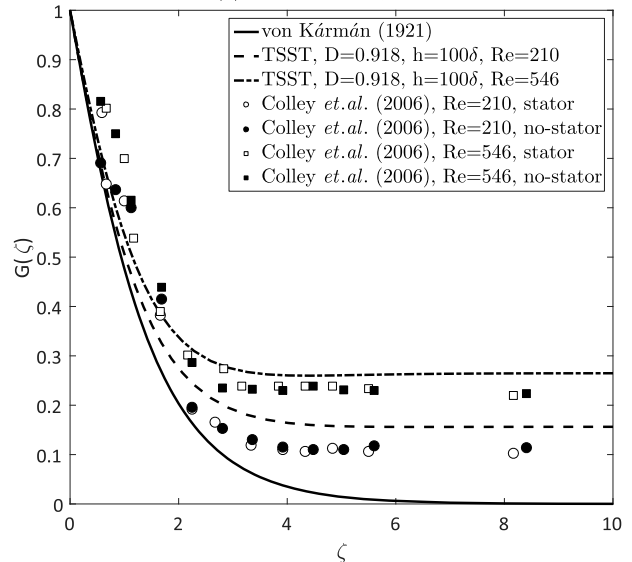 von Kármán (1921)
TSST, D=0.918, h=100δ, Re=210
TSST, D=0.918, h=100δ, Re=546
Colley et.al. (2006), Re=210, stator
Colley et.al. (2006), Re=210, no-stator
Colley et.al. (2006), Re=546, stator
Colley et.al. (2006), Re=546, no-stator
G(ζ)
1
0.9
0.8
0.7
0.6
0.5
0.4
0.3
0.2
0.1
0
0 2 4 6 8 10
ζ